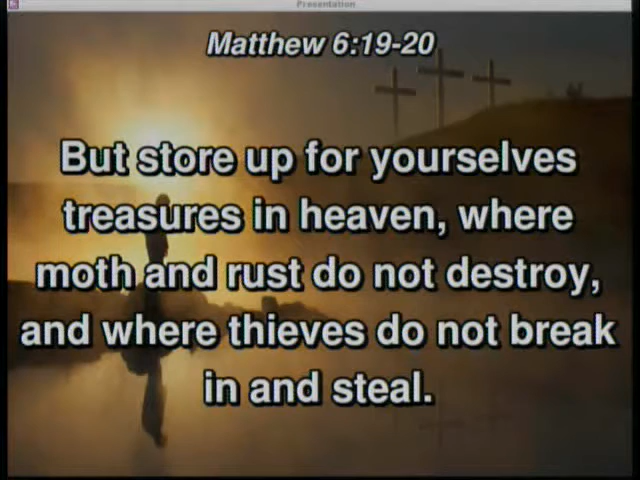 Presentation
Matthew 6:19-20
But store up for yourselves
treasures in heaven, where
moth and rust do not destroy,
and where thieves do not break
in and steal.